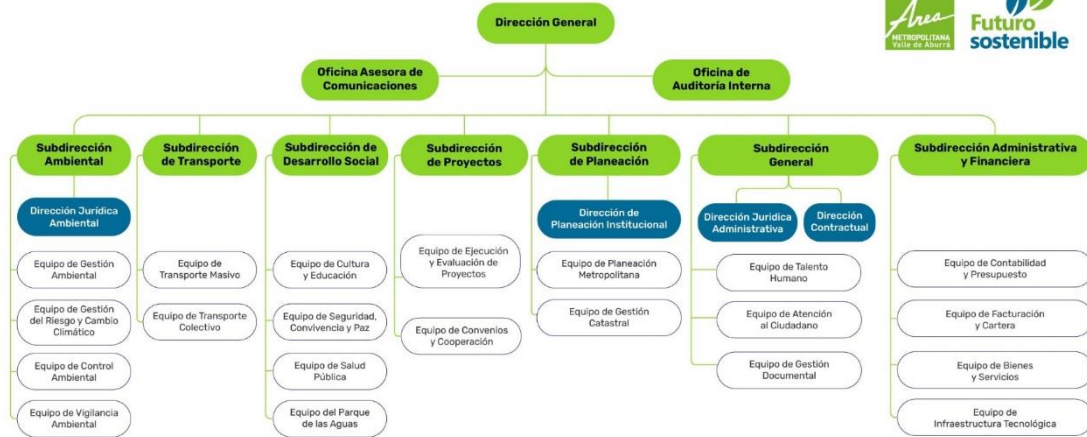 Dirección General
Área
METROPOLITANA
Valle de Aburrá
Futuro
sostenible
Oficina Asesora de
Comunicaciones
Oficina de
Auditoría Interna
Subdirección
Ambiental
Subdirección
de Transporte
Subdirección de
Desarrollo Social
Subdirección
de Proyectos
Subdirección
de Planeación
Subdirección
General
Subdirección Administrativa
y Financiera
Dirección Jurídica
Ambiental
Dirección de
Planeación Institucional
Dirección Juridica
Administrativa
Dirección
Contractual
Equipo de Gestión
Ambiental
Equipo de Gestión
del Riesgo y Cambio
Climático
Equipo de Control
Ambiental
Equipo de Vigilancia
Ambiental
Equipo de
Transporte Masivo
Equipo de Transporte
Colectivo
Equipo de Cultura
y Educación
Equipo de Seguridad,
Convivencia y Paz
Equipo de Salud
Pública
Equipo del Parque
de las Aguas
Equipo de Ejecución
y Evaluación de
Proyectos
Equipo de Convenios
y Cooperación
Equipo de Planeación
Metropolitana
Equipo de Gestión
Catastral
Equipo de Talento
Humano
Equipo de Atención
al Ciudadano
Equipo de Gestión
Documental
Equipo de Contabilidad
y Presupuesto
Equipo de Facturación
y Cartera
Equipo de Bienes
y Servicios
Equipo de
Infraestructura Tecnológica